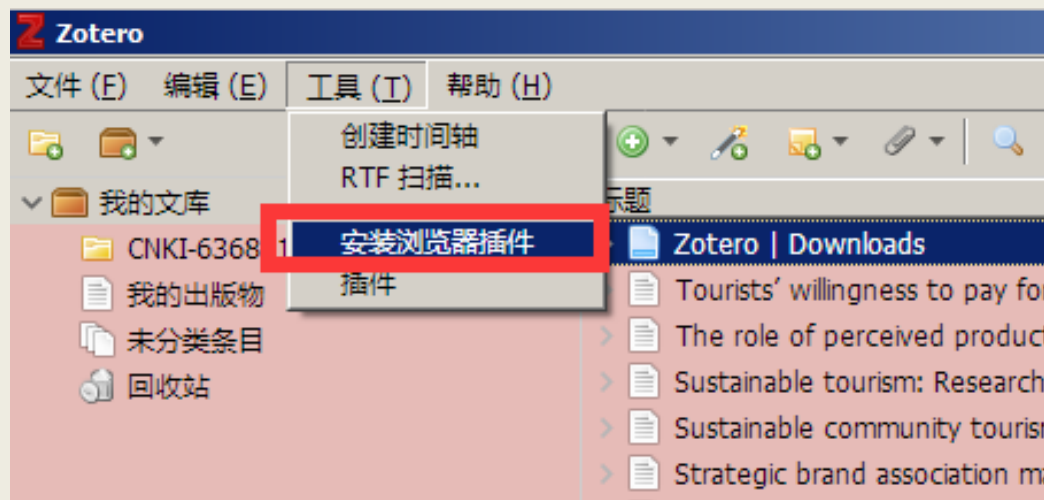 Zotero
文件 (F) 编辑 (E) 工具 (T) 帮助 (H)
创建时间轴
RTF 扫描...
安装浏览器插件
插件
我的文库
CNKI-6368
我的出版物
未分类条目
回收站
标题
Zotero | Downloads
Tourists' willingness to pay for
The role of perceived product
Sustainable tourism: Research
Sustainable community tourism
Strategic brand association